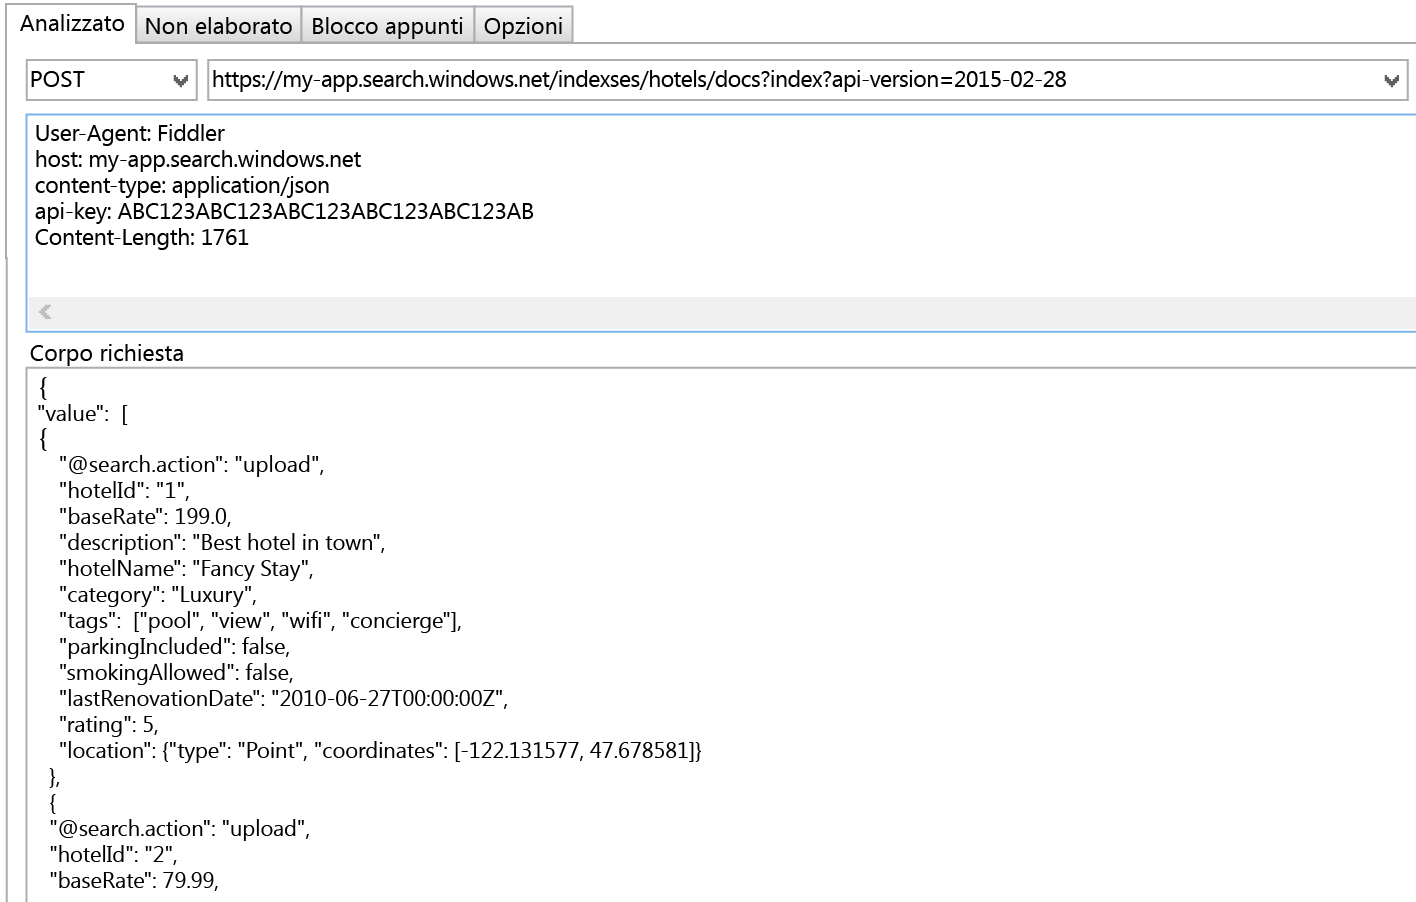 Analizzato Non elaborato Blocco appunti Opzioni
POST https://my-app.search.windows.net/indexses/hotels/docs?index?api-version=2015-02-28
User-Agent: Fiddler
host: my-app.search.windows.net
content-type: application/json
api-key: ABC123ABC123ABC123ABC123ABC123AB
Content-Length: 1761
Corpo richiesta
{
"value": [
{
"@search.action": "upload",
"hotelId": "1",
"baseRate": 199.0,
"description": "Best hotel in town",
"hotelName": "Fancy Stay",
"category": "Luxury",
"tags": ["pool", "view", "wifi", "concierge"],
"parkingIncluded": false,
"smokingAllowed": false,
"lastRenovationDate": "2010-06-27T00:00:00Z",
"rating": 5,
"location": {"type": "Point", "coordinates": [-122.131577, 47.678581]}
},
{
"@search.action": "upload",
"hotelId": "2",
"baseRate": 79.99,